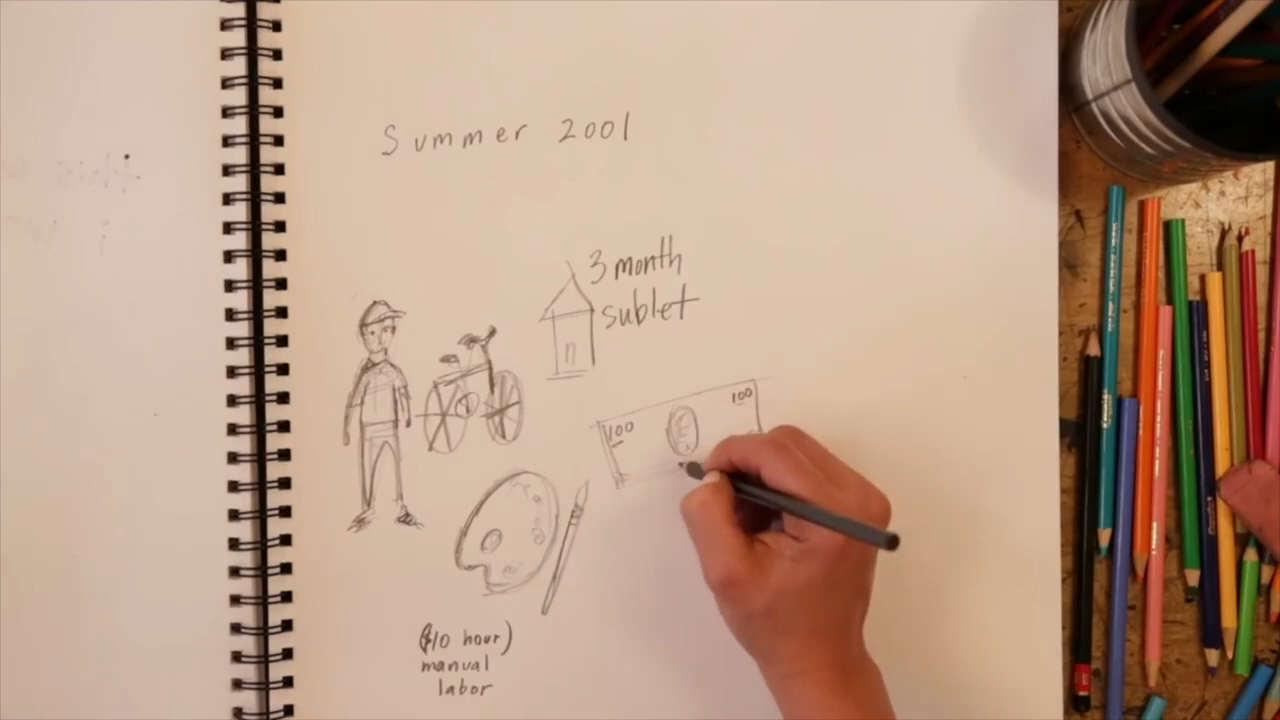 Summer 2001
3 month
sublet
100
100
($10 hour)
manual
labor